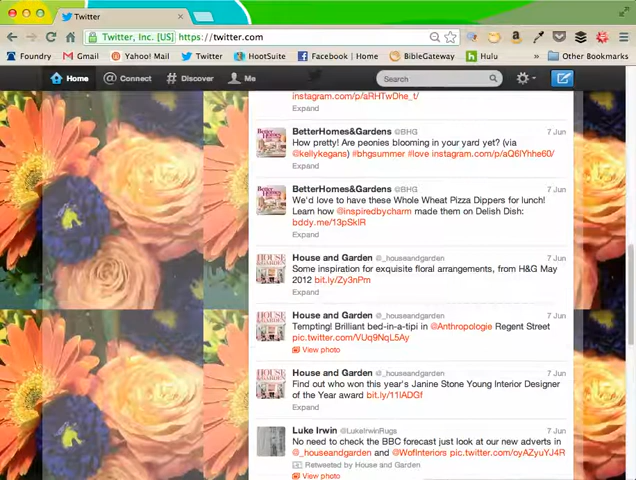 Twitter
Twitter, Inc. [US] https://twitter.com
Foundry Gmail Yahoo! Mail Twitter HootSuite Facebook | Home BibleGateway Hulu » Other Bookmarks
Home Connect Discover Me Search
instagram.com/p/aRHTwDhe_t/
Expand
BetterHomes&Gardens @BHG 7 Jun
How pretty! Are peonies blooming in your yard yet? (via
@kellykegans) #bhgsummer #love instagram.com/p/aQ6lYhhe60/
Expand
BetterHomes&Gardens @BHG 7 Jun
We'd love to have these Whole Wheat Pizza Dippers for lunch!
Learn how @inspiredbycharm made them on Delish Dish:
bddy.me/13pSkIR
Expand
House and Garden @_houseandgarden 7 Jun
Some inspiration for exquisite floral arrangements, from H&G May
2012 bit.ly/Zy3nPm
Expand
House and Garden @_houseandgarden 7 Jun
Tempting! Brilliant bed-in-a-tipi in @Anthropologie Regent Street
pic.twitter.com/VUq9NqL5Ay
View photo
House and Garden @_houseandgarden 7 Jun
Find out who won this year's Janine Stone Young Interior Designer
of the Year award bit.ly/11lADGf
Expand
Luke Irwin @LukeIrwinRugs 7 Jun
No need to check the BBC forecast just look at our new adverts in
@_houseandgarden and @WofInteriors pic.twitter.com/oyAZyuYJ4R
Retweeted by House and Garden
View photo